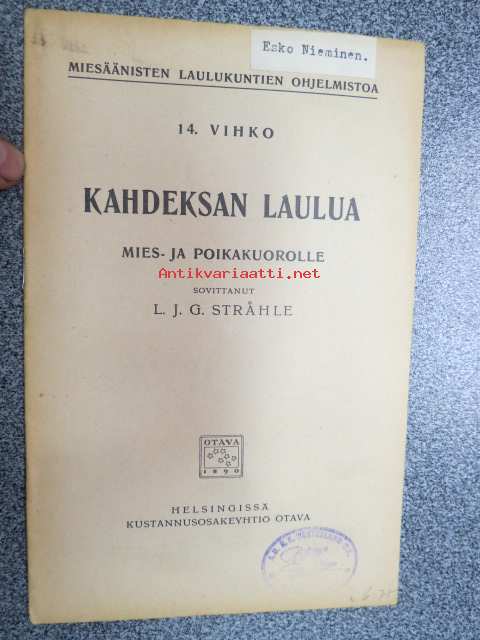 Esko Nieminen.
MIESÄÄNISTEN LAULUKUNTIEN OHJELMISTOA
14. VIHKO
KAHDEKSAN LAULUA
MIES- JA POIKAKUOROLLE
Antikvariaatti.net
SOVITTANUT
L. J. G. STRÅHLE
OTAVA
1890
HELSINGISSÄ
KUSTANNUSOSAKEYHTIÖ OTAVA